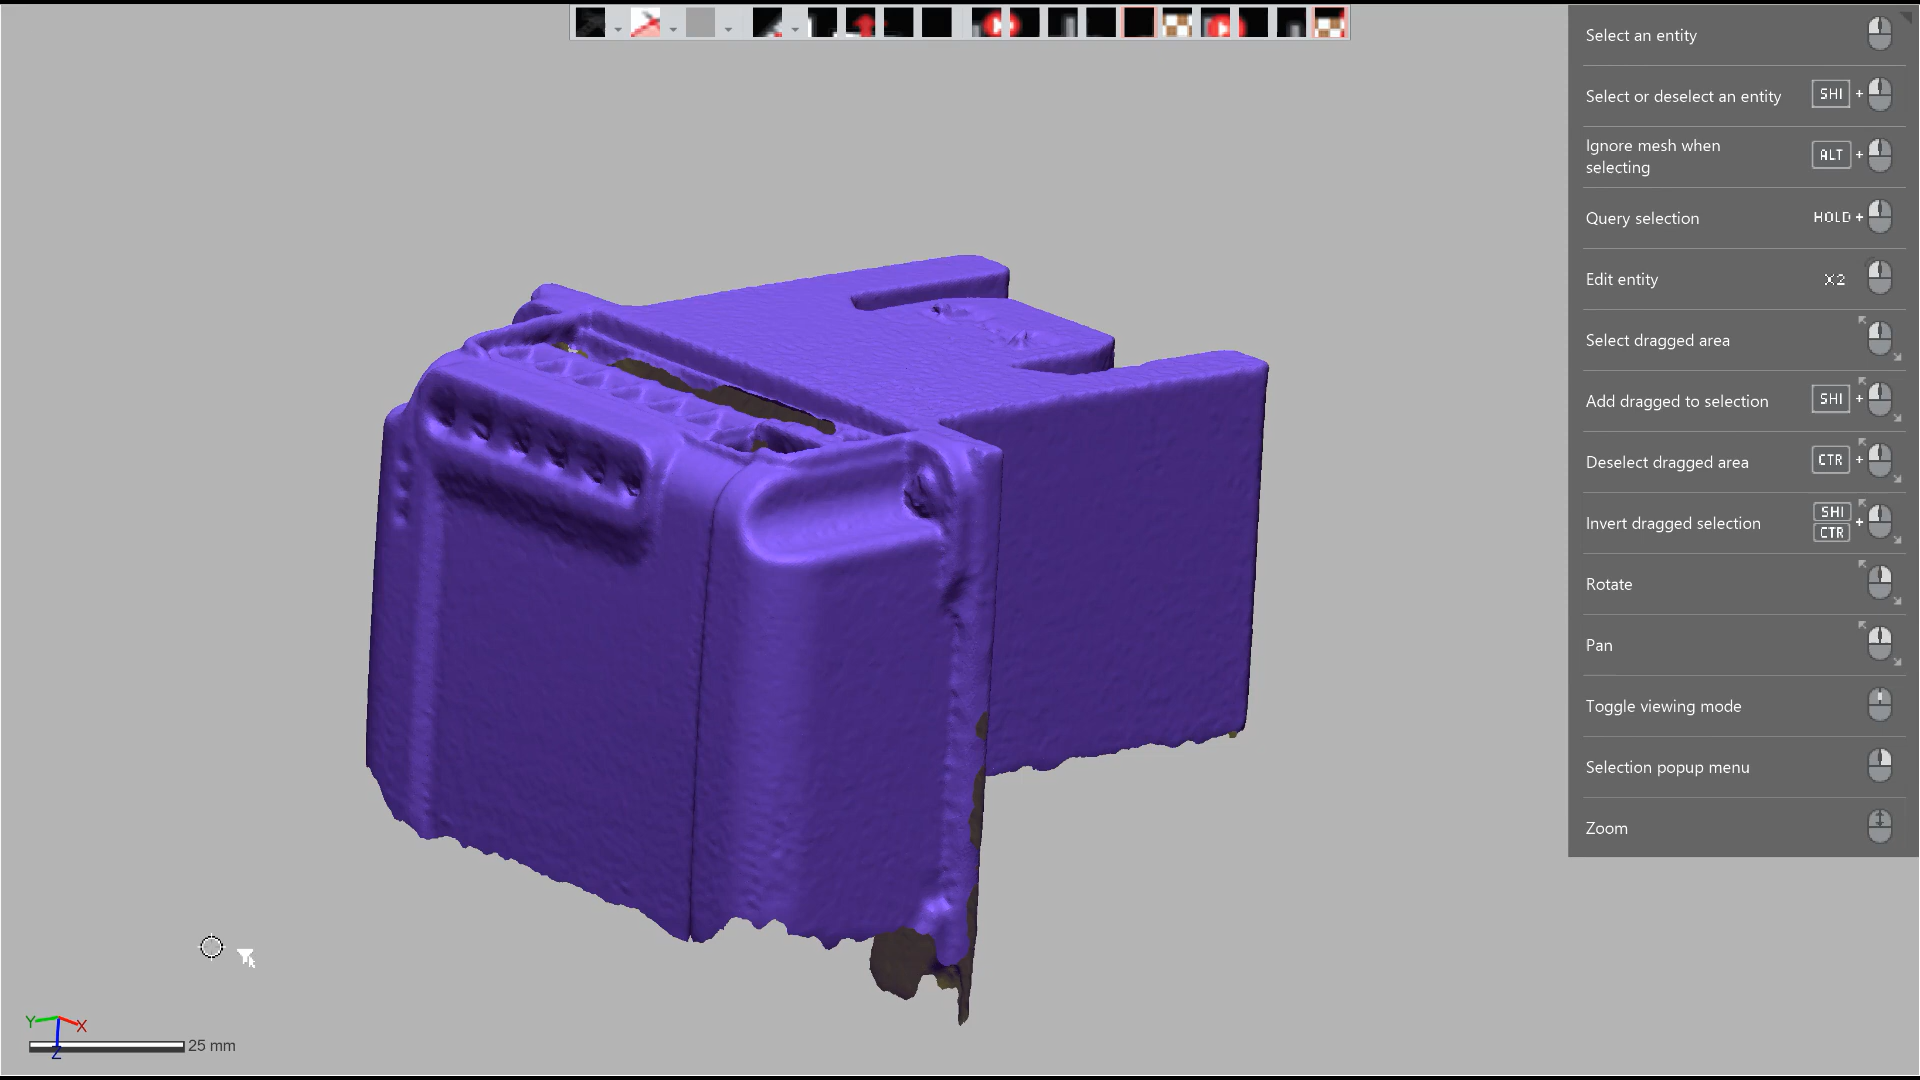 Select an entity
Select or deselect an entity SHI +
Ignore mesh when
selecting ALT +
Query selection HOLD +
Edit entity X2
Select dragged area
Add dragged to selection SHI +
Deselect dragged area CTR +
Invert dragged selection SHI
CTR +
Rotate
Pan
Toggle viewing mode
Selection popup menu
Zoom
Y X
Z
25 mm